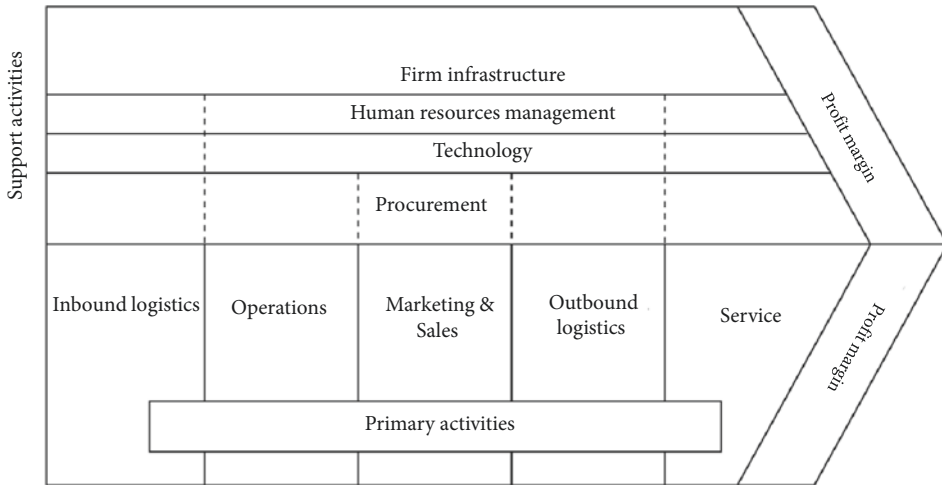 Support activities
Firm infrastructure
Human resources management
Technology
Procurement
Profit margin
Inbound logistics
Operations
Marketing &
Sales
Outbound
logistics
Service
Profit margin
Primary activities